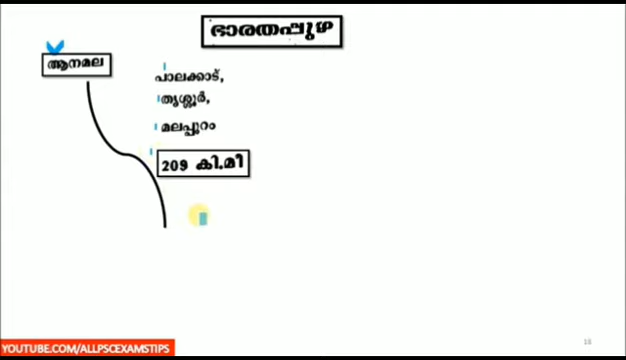 ഭാരതപ്പുഴ
ആനമല
പാലക്കാട്,
തൃശ്ശൂർ,
മലപ്പുറം
209 കി.മീ
YOUTUBE.COM/ALLPSCEXAMSTIPS